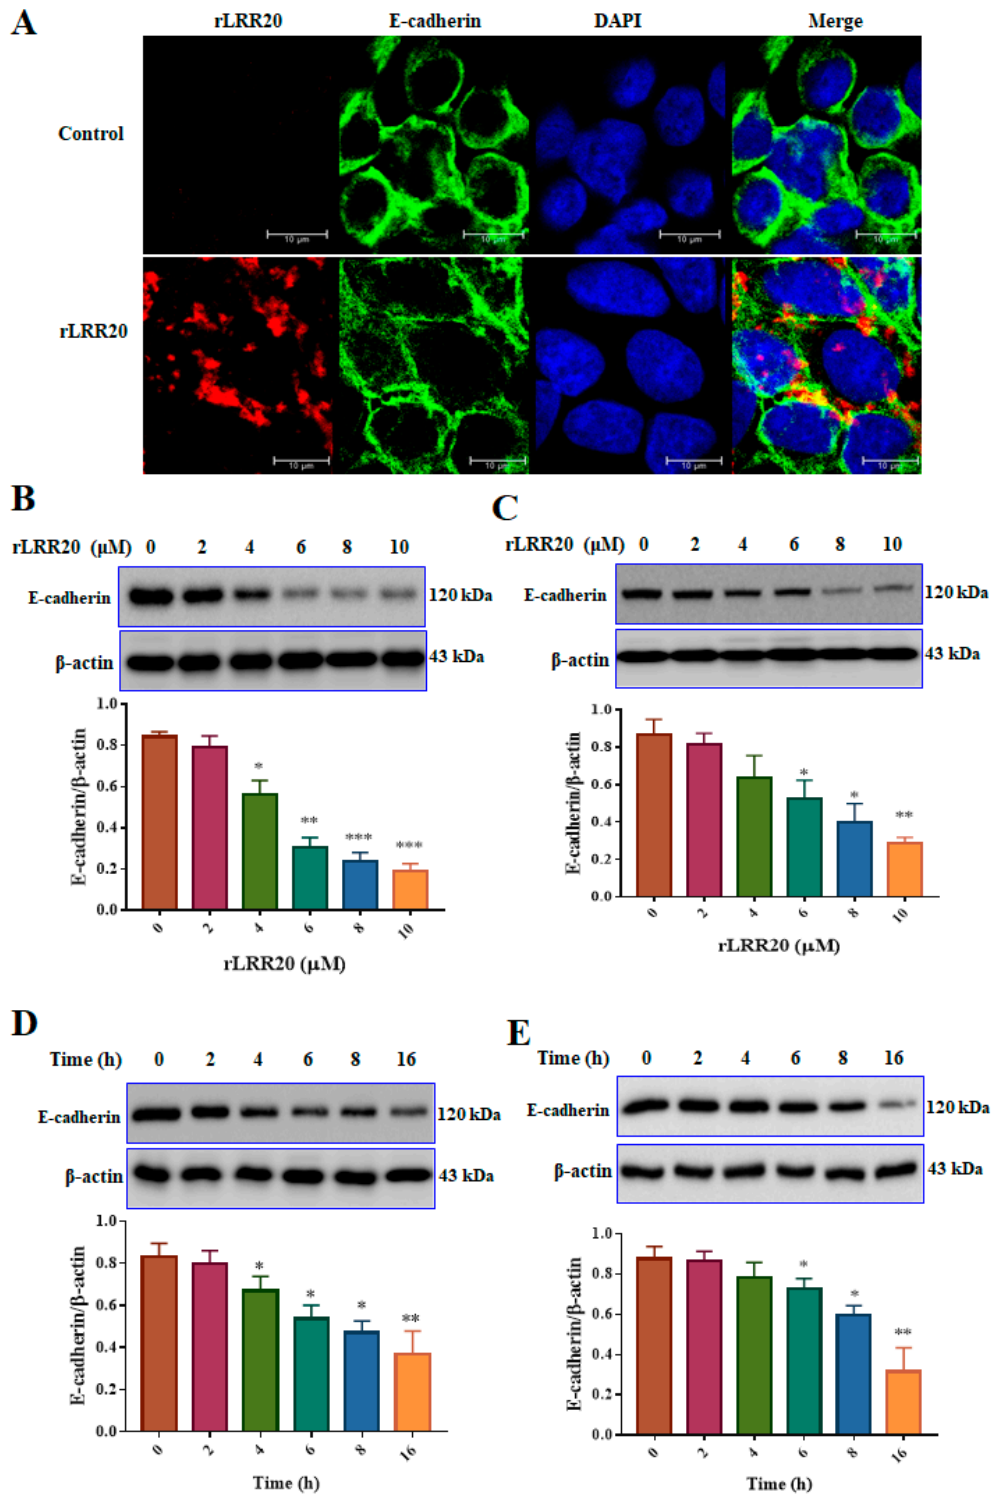 A
rLRR20 E-cadherin DAPI Merge
Control
10 µm 10 µm 10 µm 10 µm
rLRR20
10 µm 10 µm 10 µm 10 µm
B
rLRR20 (µM) 0 2 4 6 8 10
E-cadherin 120 kDa
β-actin 43 kDa
E-cadherin/β-actin
1.0
0.8
0.6
0.4
0.2
0.0
* ** *** ***
0 2 4 6 8 10
rLRR20 (µM)
C
rLRR20 (µM) 0 2 4 6 8 10
E-cadherin 120 kDa
β-actin 43 kDa
E-cadherin/β-actin
1.0
0.8
0.6
0.4
0.2
0.0
* * **
0 2 4 6 8 10
rLRR20 (µM)
D
Time (h) 0 2 4 6 8 16
E-cadherin 120 kDa
β-actin 43 kDa
E-cadherin/β-actin
1.0
0.8
0.6
0.4
0.2
0.0
* * * **
0 2 4 6 8 16
Time (h)
E
Time (h) 0 2 4 6 8 16
E-cadherin 120 kDa
β-actin 43 kDa
E-cadherin/β-actin
1.0
0.8
0.6
0.4
0.2
0.0
* * **
0 2 4 6 8 16
Time (h)